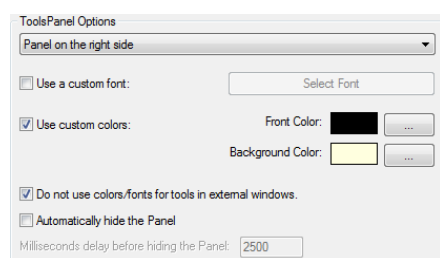 ToolsPanel Options
Panel on the right side
Use a custom font: Select Font
Use custom colors: Front Color: ...
Background Color: ...
Do not use colors/fonts for tools in external windows.
Automatically hide the Panel
Milliseconds delay before hiding the Panel: 2500